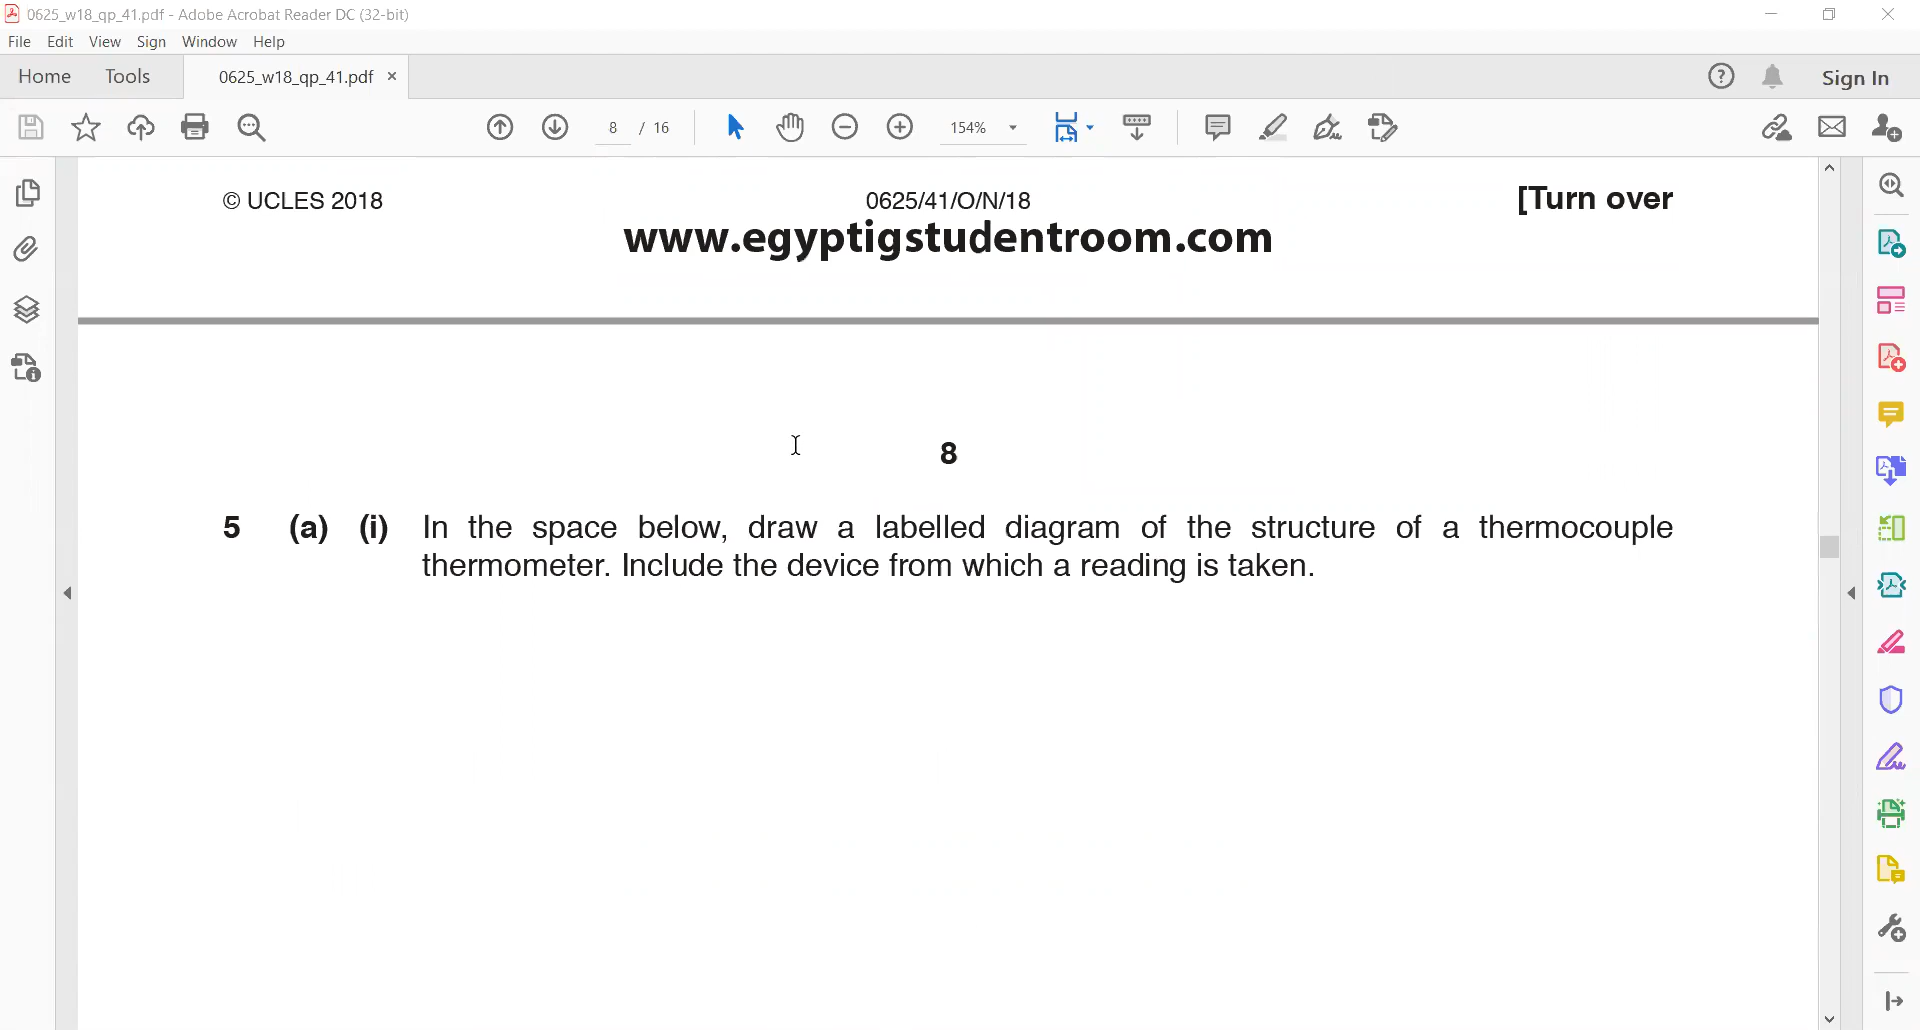 0625_w18_qp_41.pdf - Adobe Acrobat Reader DC (32-bit)
File Edit View Sign Window Help
Home Tools 0625_w18_qp_41.pdf × Sign In
8 / 16 154%
© UCLES 2018 0625/41/O/N/18 [Turn over
www.egyptigstudentroom.com
8
5 (a) (i) In the space below, draw a labelled diagram of the structure of a thermocouple
thermometer. Include the device from which a reading is taken.